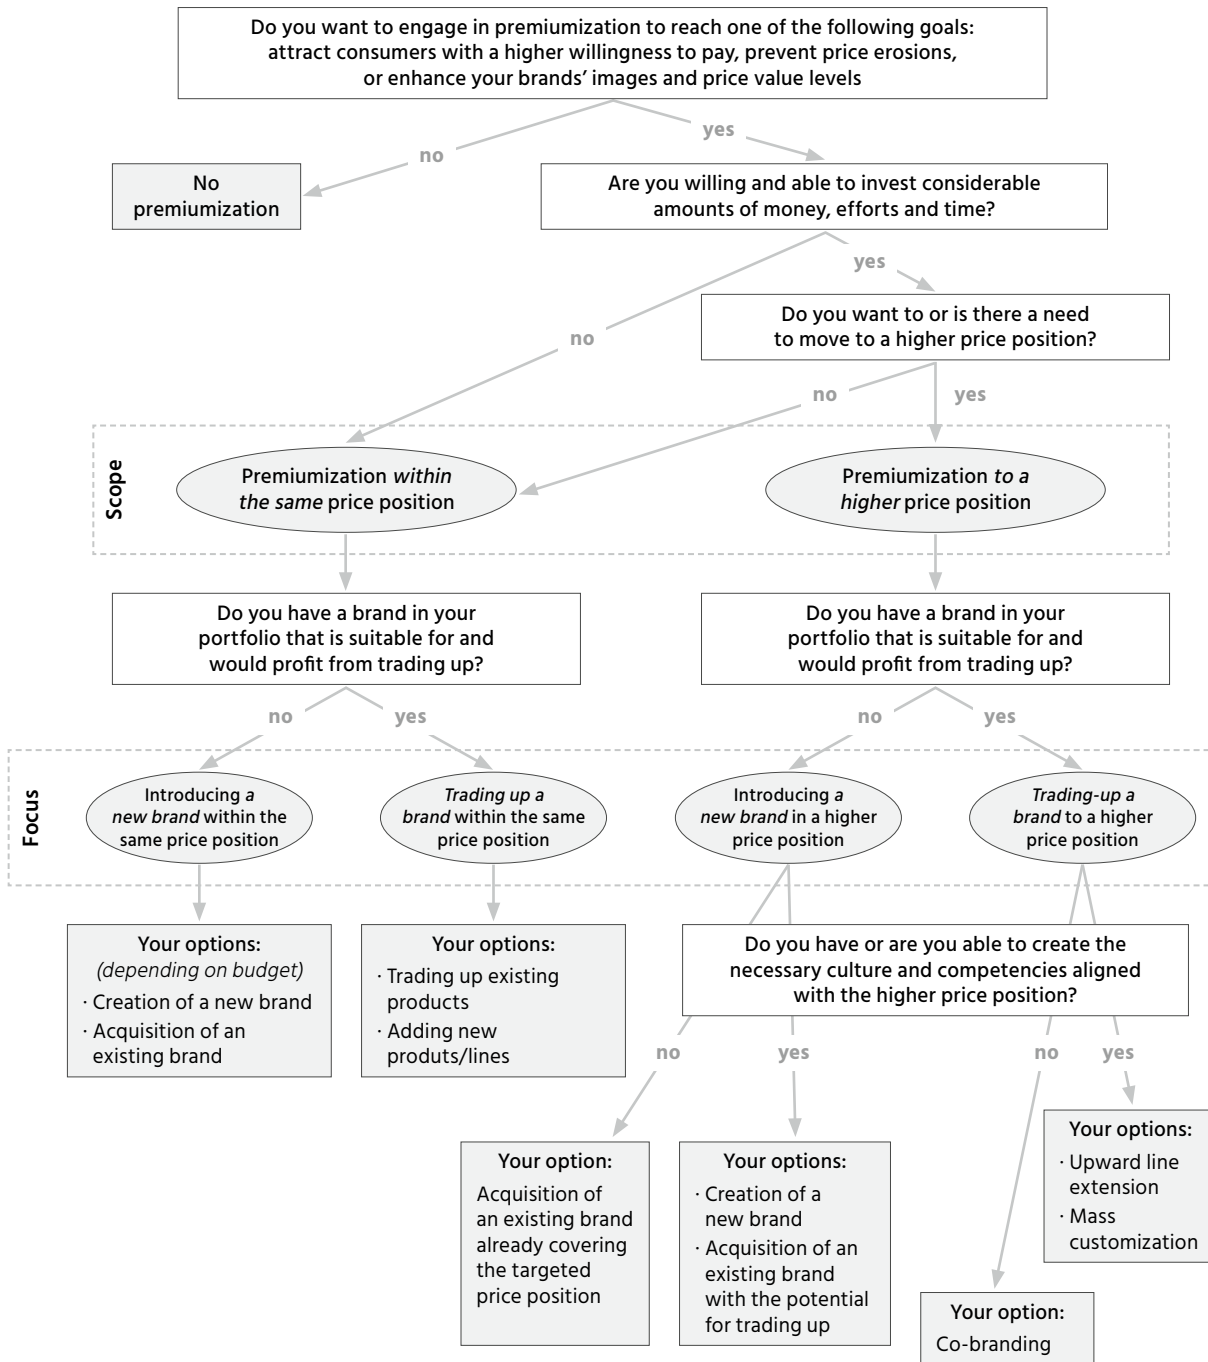 Do you want to engage in premiumization to reach one of the following goals:
attract consumers with a higher willingness to pay, prevent price erosions,
or enhance your brands' images and price value levels
no
yes
No
premiumization
Are you willing and able to invest considerable
amounts of money, efforts and time?
no
yes
Do you want to or is there a need
to move to a higher price position?
no
yes
Scope
Premiumization within
the same price position
Premiumization to a
higher price position
Do you have a brand in your
portfolio that is suitable for and
would profit from trading up?
Do you have a brand in your
portfolio that is suitable for and
would profit from trading up?
no
yes
no
yes
Focus
Introducing a
new brand within the
same price position
Trading up a
brand within the same
price position
Introducing a
new brand in a higher
price position
Trading-up a
brand to a higher
price position
Your options:
(depending on budget)
· Creation of a new brand
· Acquisition of an
existing brand
Your options:
· Trading up existing
products
· Adding new
produts/lines
Do you have or are you able to create the
necessary culture and competencies aligned
with the higher price position?
no
yes
no
yes
Your option:
Acquisition of
an existing brand
already covering
the targeted
price position
Your options:
· Creation of a
new brand
· Acquisition of an
existing brand
with the potential
for trading up
Your option:
Co-branding
Your options:
· Upward line
extension
· Mass
customization